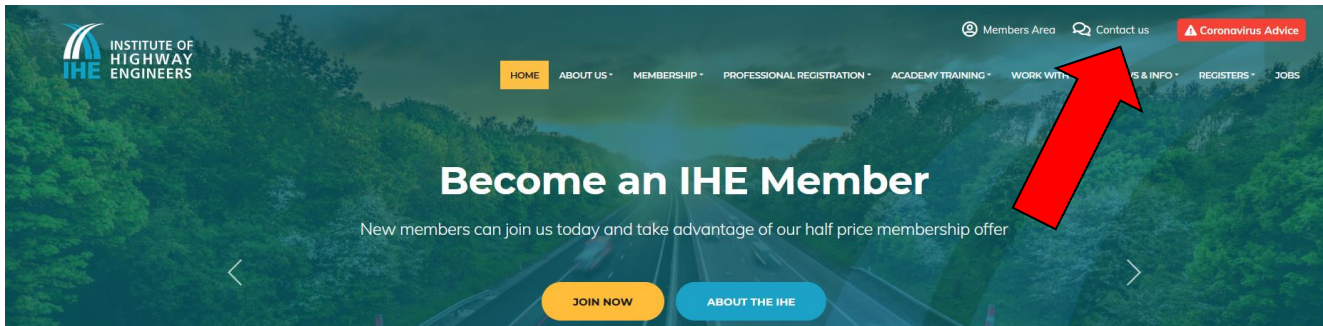 Members Area Contact us Coronavirus Advice
INSTITUTE OF
HIGHWAY
IHE ENGINEERS
HOME ABOUT US MEMBERSHIP PROFESSIONAL REGISTRATION ACADEMY TRAINING WORK WITH & INFO REGISTERS JOBS
Become an IHE Member
New members can join us today and take advantage of our half price membership offer
JOIN NOW ABOUT THE IHE